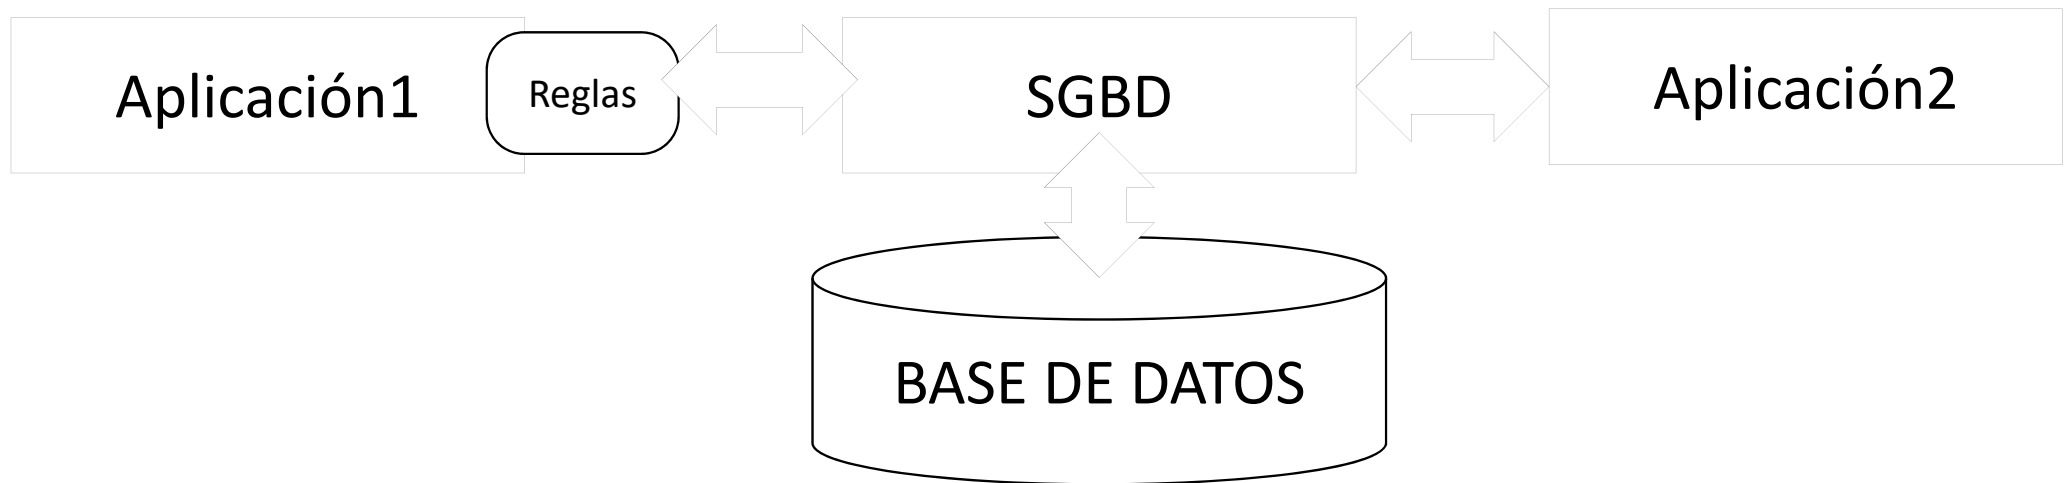 Aplicación1
Reglas
SGBD
Aplicación2
BASE DE DATOS